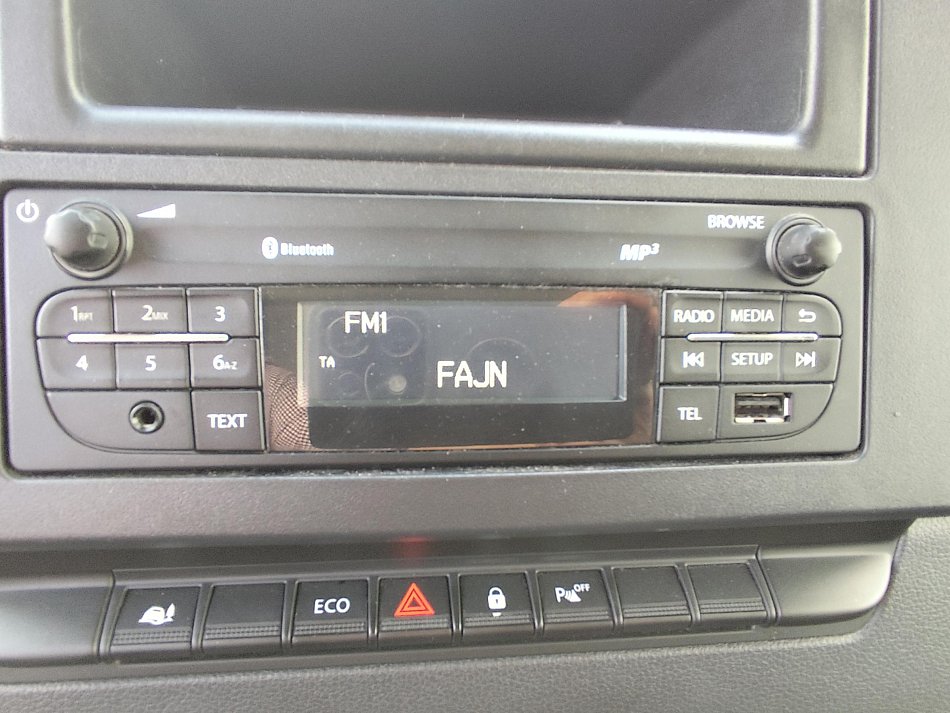 BROWSE
Bluetooth
MP3
1RPT 2MIX 3
FM1
RADIO MEDIA
4 5 6A-Z
TA
FAJN
SETUP
TEXT
TEL
ECO
P OFF